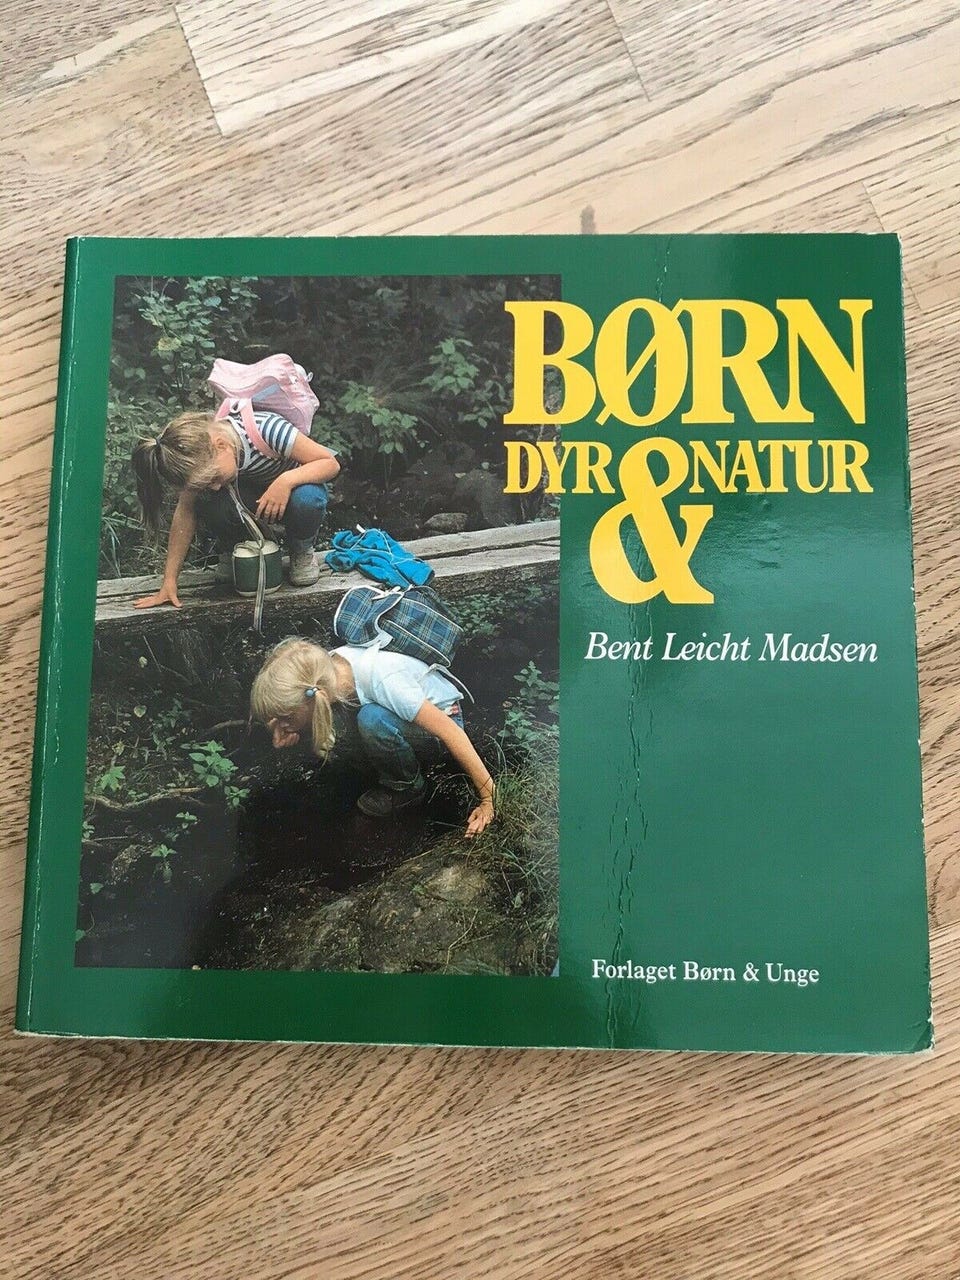 BØRN
DYR & NATUR
Bent Leicht Madsen
Forlaget Børn & Unge